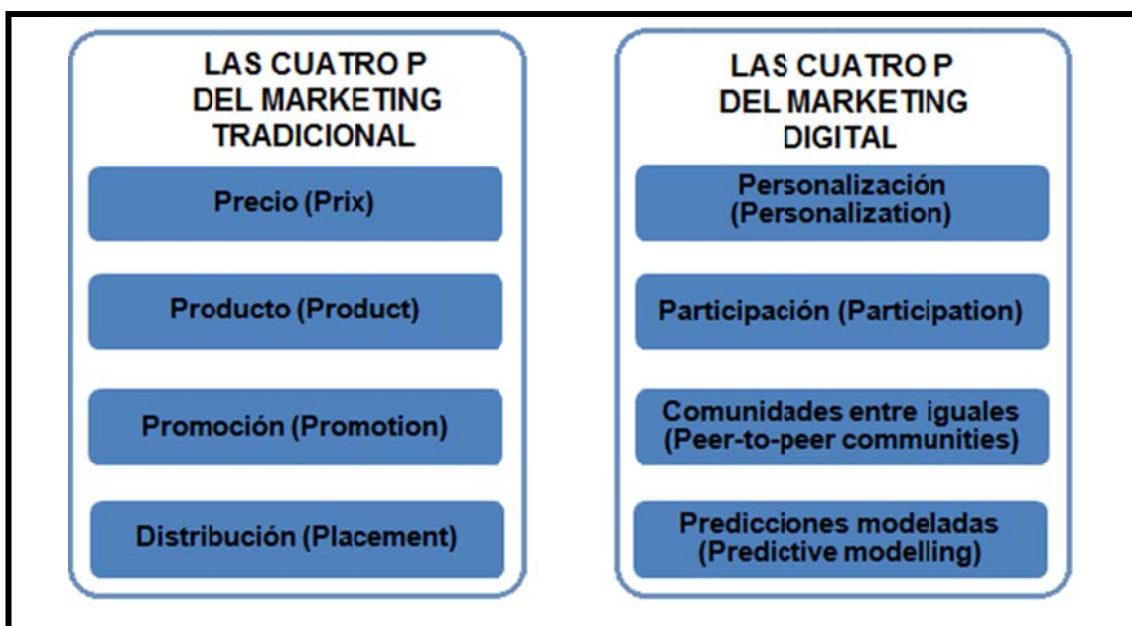 LAS CUATRO P
DEL MARKETING
TRADICIONAL
Precio (Prix)
Producto (Product)
Promoción (Promotion)
Distribución (Placement)
LAS CUATRO P
DEL MARKETING
DIGITAL
Personalización
(Personalization)
Participación (Participation)
Comunidades entre iguales
(Peer-to-peer communities)
Predicciones modeladas
(Predictive modelling)